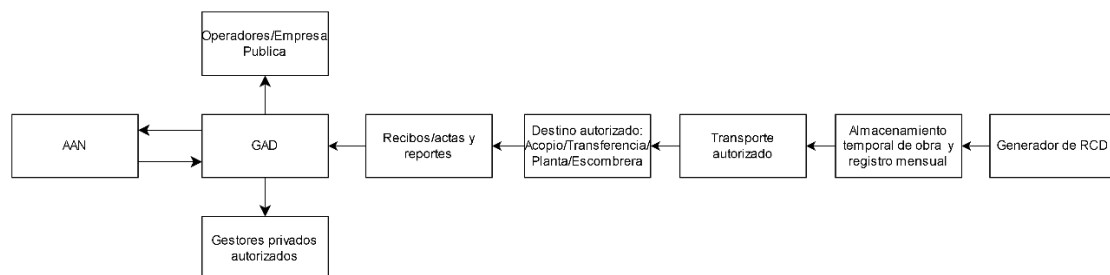 Operadores/Empresa
Publica
AAN
GAD
Recibos/actas y
reportes
Destino autorizado:
Acopio/Transferencia/
Planta/Escombrera
Transporte
autorizado
Almacenamiento
temporal de obra y
registro mensual
Generador de RCD
Gestores privados
autorizados